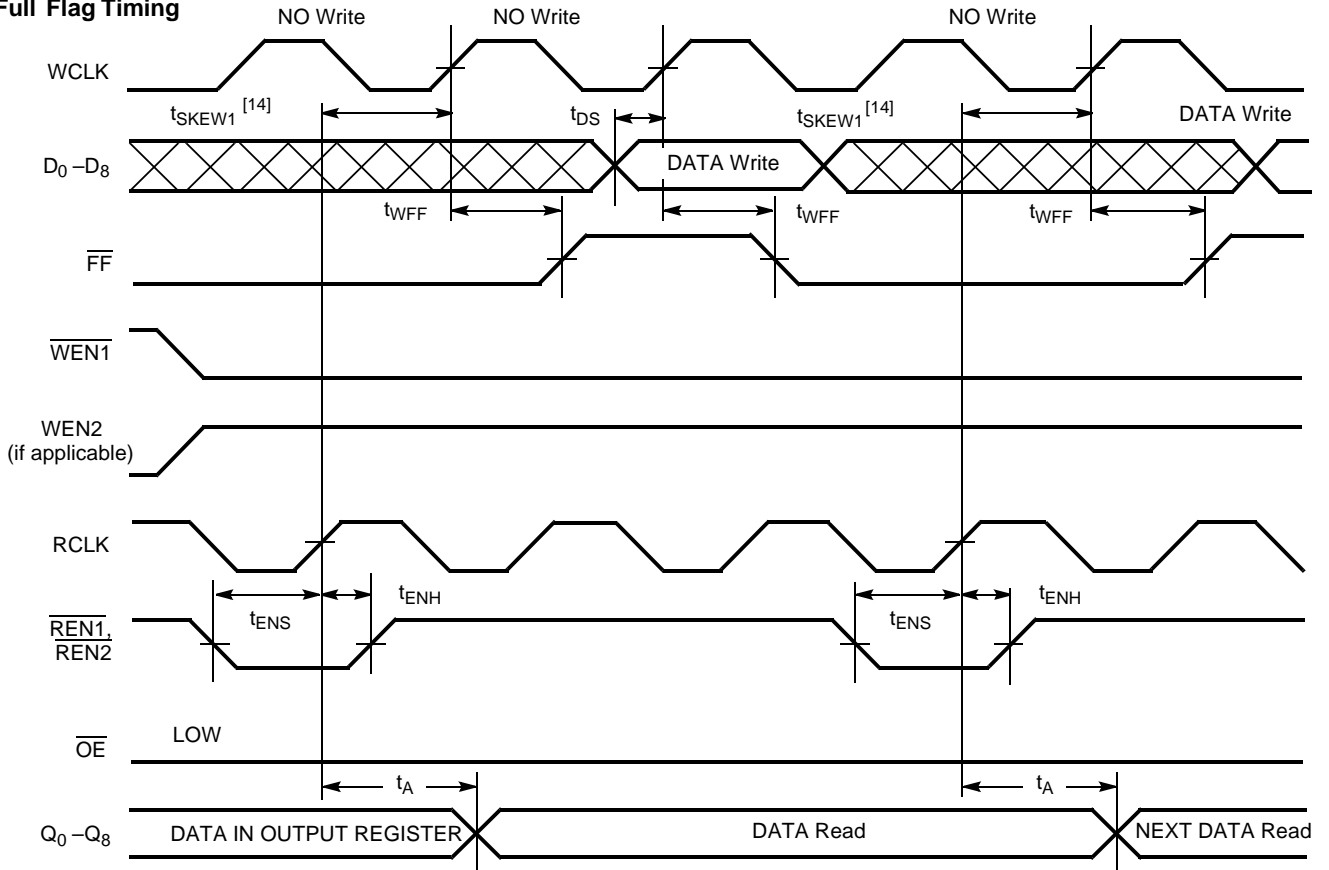 Full Flag Timing
NO Write
NO Write
NO Write
WCLK
tSKEW1 [14]
tDS
tSKEW1 [14]
DATA Write
D0 –D8
DATA Write
tWFF
tWFF
tWFF
FF
WEN1
WEN2
(if applicable)
RCLK
tENS
tENH
tENS
tENH
REN1,
REN2
OE
LOW
tA
tA
Q0 –Q8
DATA IN OUTPUT REGISTER
DATA Read
NEXT DATA Read